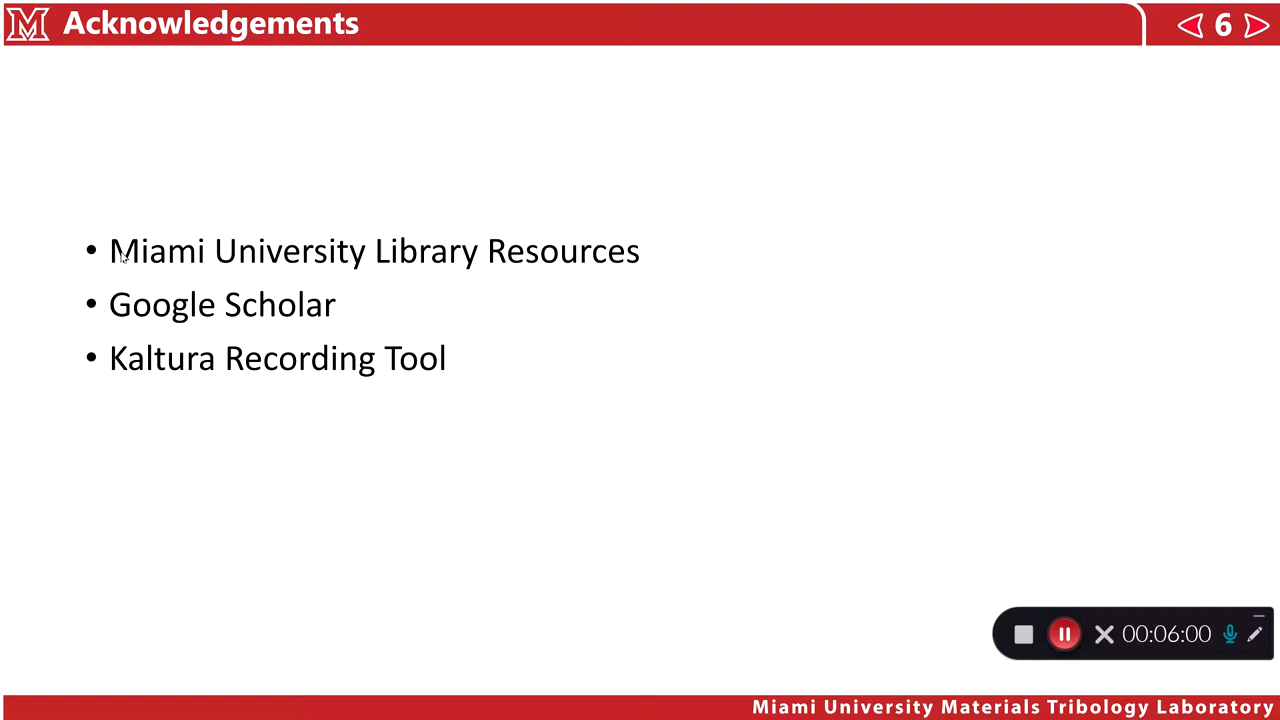 M Acknowledgements
6
• Miami University Library Resources
• Google Scholar
• Kaltura Recording Tool
00:06:00
Miami University Materials Tribology Laboratory